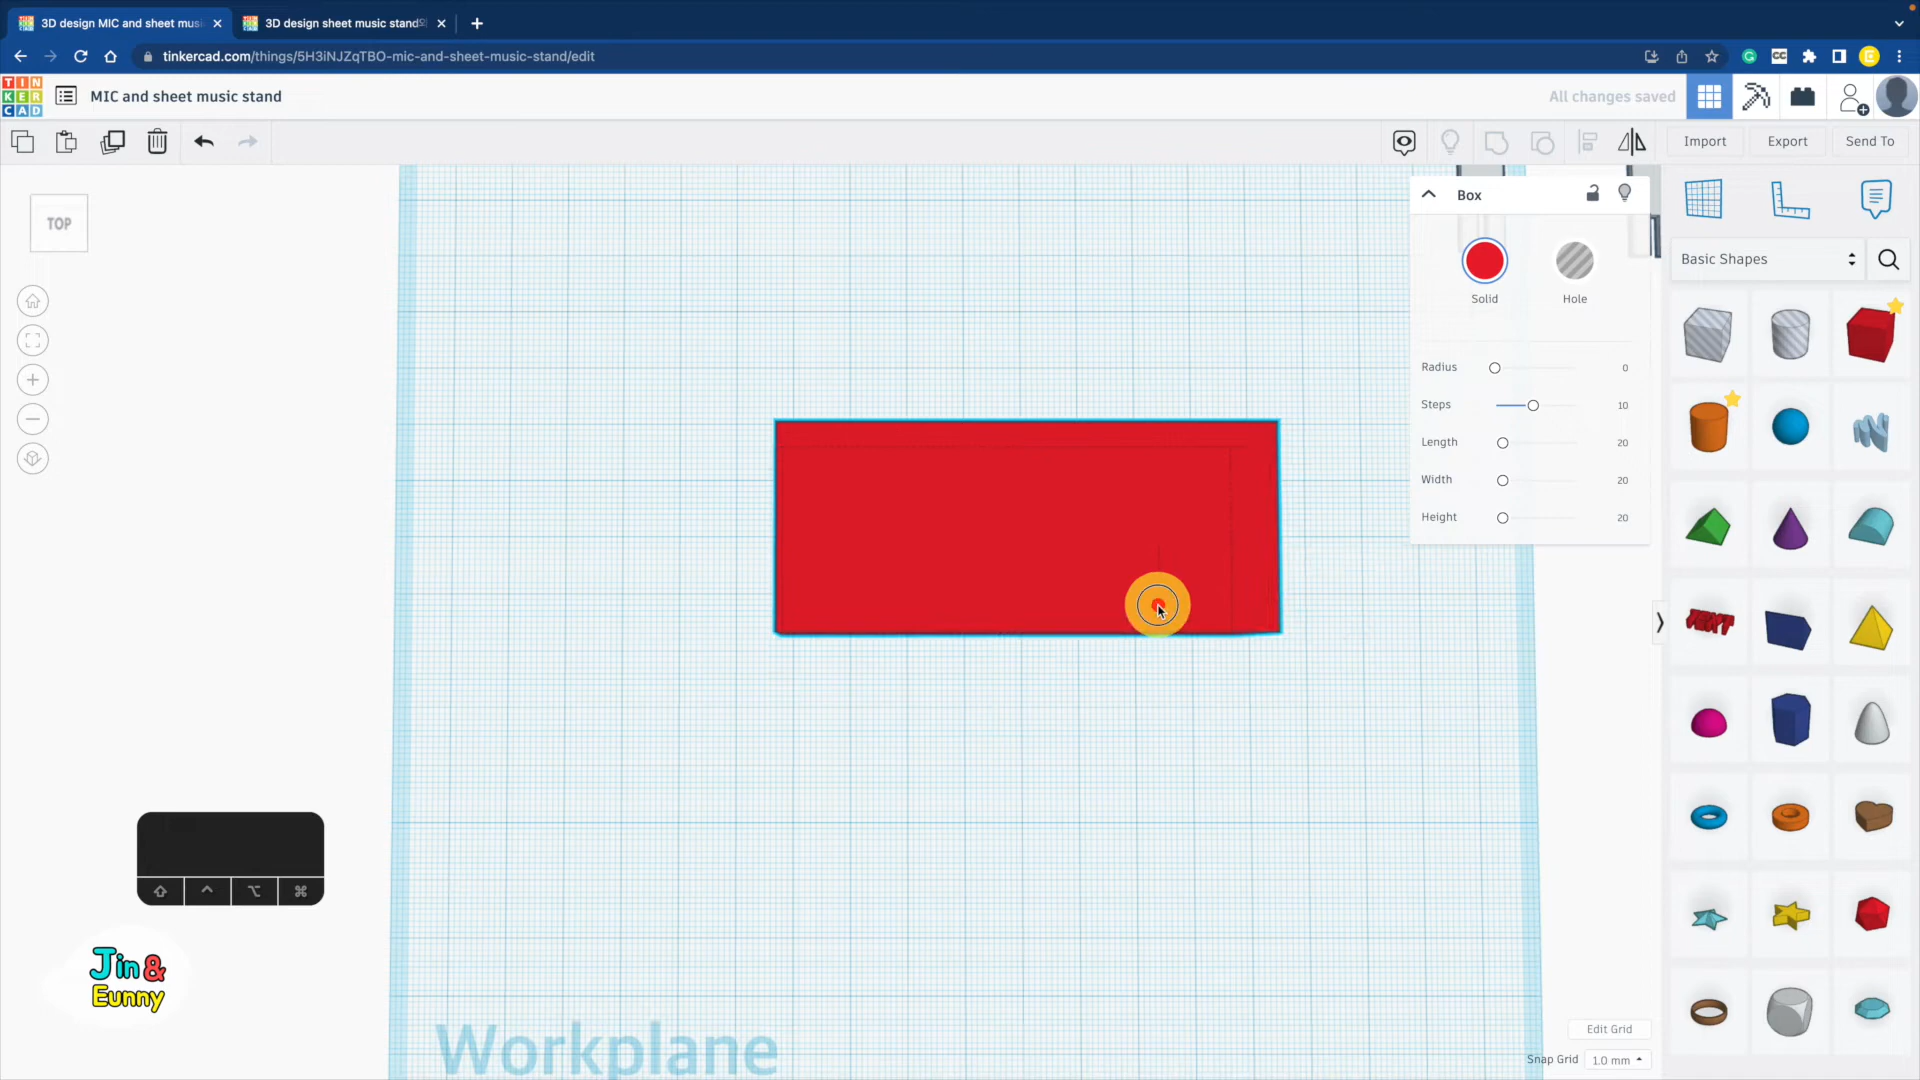 3D design MIC and sheet mus
3D design sheet music stand
tinkercad.com/things/5H3iNJZqTBO-mic-and-sheet-music-stand/edit
TIN
KER
CAD
MIC and sheet music stand
All changes saved
Import
Export
Send To
TOP
Box
Solid
Hole
Radius 0
Steps 10
Length 20
Width 20
Height 20
Basic Shapes
TEXT
Jin &
Eunny
Workplane
Edit Grid
Snap Grid 1.0 mm
CC